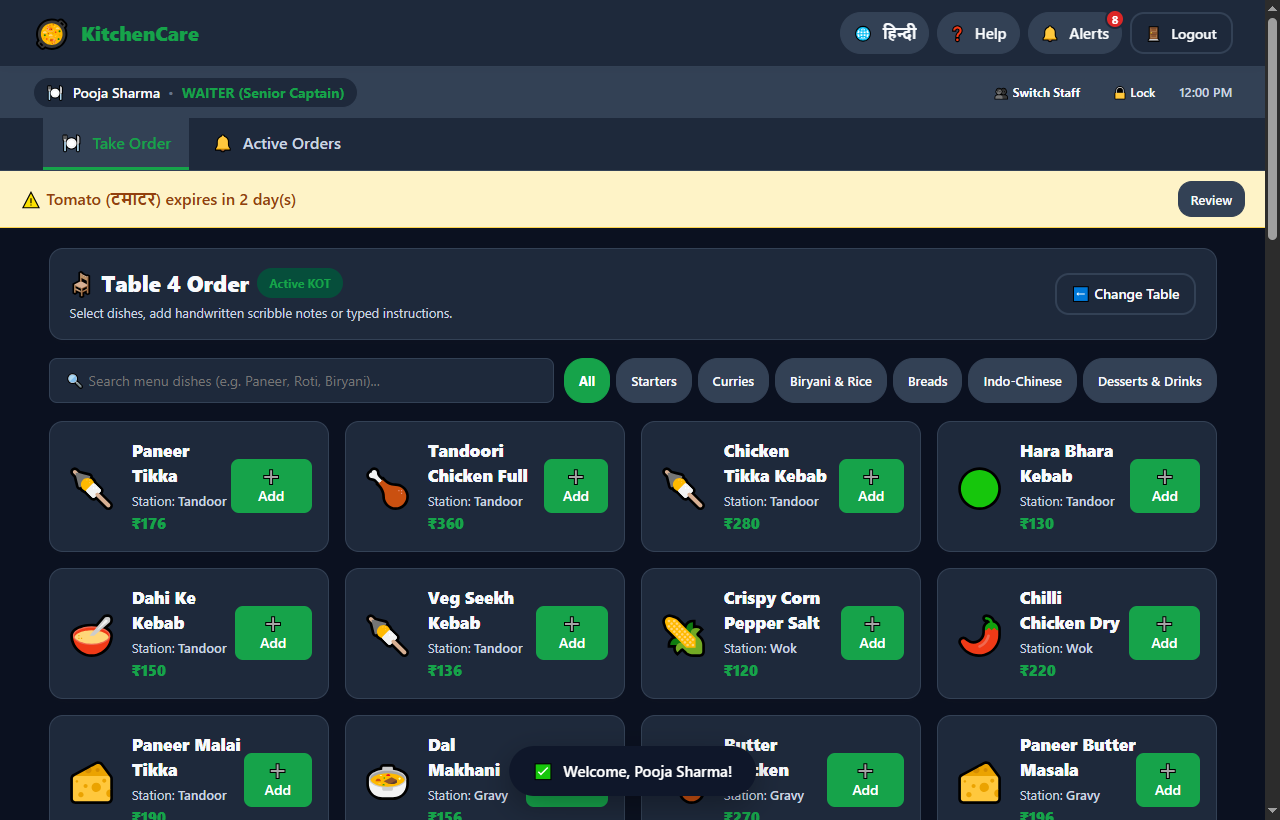 KitchenCare
हिन्दी
Help
Alerts
8
Logout
Pooja Sharma • WAITER (Senior Captain)
Switch Staff
Lock
12:00 PM
Take Order
Active Orders
Tomato (टमाटर) expires in 2 day(s)
Review
Table 4 Order
Active KOT
Select dishes, add handwritten scribble notes or typed instructions.
Change Table
Search menu dishes (e.g. Paneer, Roti, Biryani)...
All
Starters
Curries
Biryani & Rice
Breads
Indo-Chinese
Desserts & Drinks
Paneer
Tikka
Station: Tandoor
₹176
Add
Tandoori
Chicken Full
Station: Tandoor
₹360
Add
Chicken
Tikka Kebab
Station: Tandoor
₹280
Add
Hara Bhara
Kebab
Station: Tandoor
₹130
Add
Dahi Ke
Kebab
Station: Tandoor
₹150
Add
Veg Seekh
Kebab
Station: Tandoor
₹136
Add
Crispy Corn
Pepper Salt
Station: Wok
₹120
Add
Chilli
Chicken Dry
Station: Wok
₹220
Add
Paneer Malai
Tikka
Station: Tandoor
₹190
Add
Dal
Makhani
Station: Gravy
₹156
Butter
Station: Gravy
₹270
Add
Paneer Butter
Masala
Station: Gravy
₹196
Add
Welcome, Pooja Sharma!